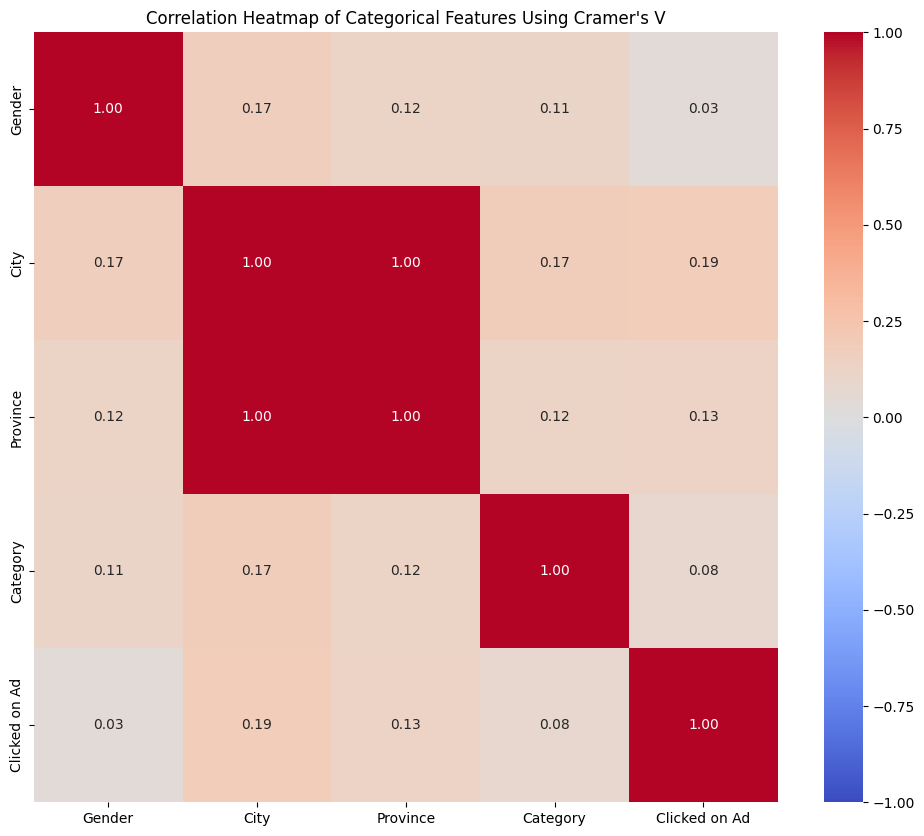 Correlation Heatmap of Categorical Features Using Cramer's V
Gender
1.00 0.17 0.12 0.11 0.03
City
0.17 1.00 1.00 0.17 0.19
Province
0.12 1.00 1.00 0.12 0.13
Category
0.11 0.17 0.12 1.00 0.08
Clicked on Ad
0.03 0.19 0.13 0.08 1.00
Gender City Province Category Clicked on Ad
1.00
0.75
0.50
0.25
0.00
−0.25
−0.50
−0.75
−1.00